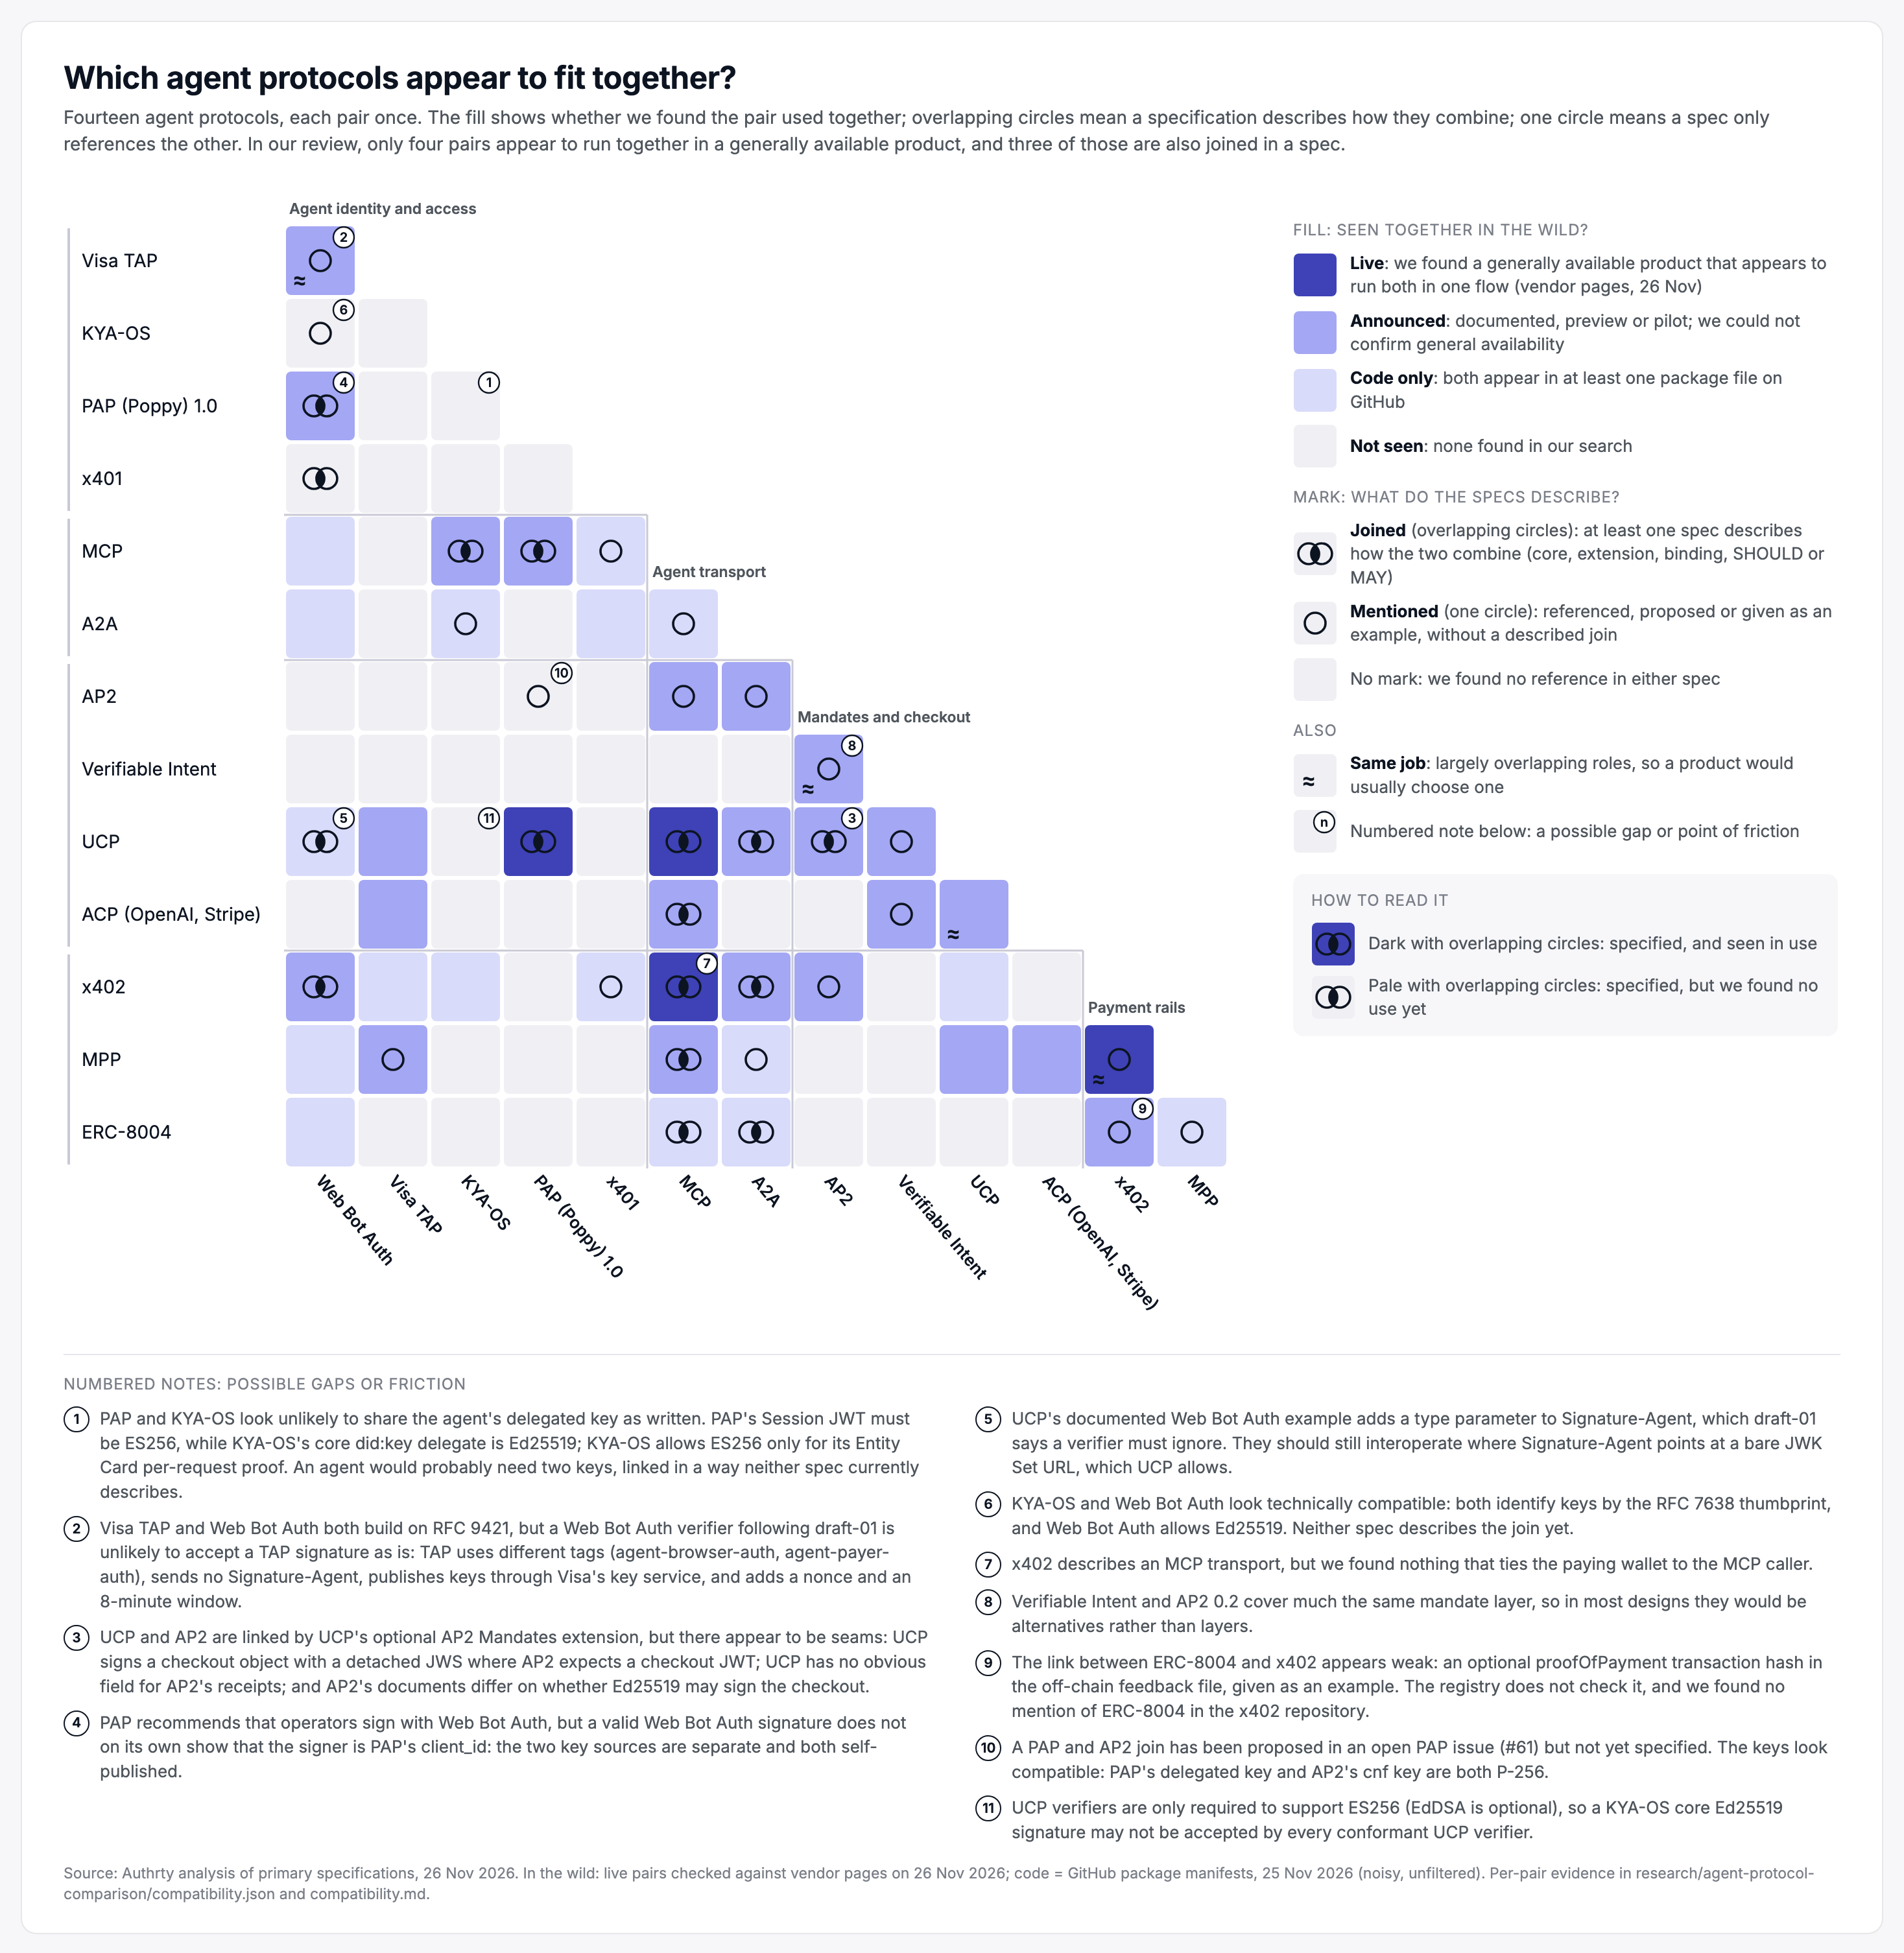 Which agent protocols appear to fit together?
Fourteen agent protocols, each pair once. The fill shows whether we found the pair used together; overlapping circles mean a specification describes how they combine; one circle means a spec only
references the other. In our review, only four pairs appear to run together in a generally available product, and three of those are also joined in a spec.
Agent identity and access
Visa TAP
2
≈
KYA-OS
6
PAP (Poppy) 1.0
4
1
x401
MCP
Agent transport
A2A
AP2
10
Mandates and checkout
Verifiable Intent
8
≈
UCP
5
11
3
ACP (OpenAI, Stripe)
≈
x402
7
Payment rails
MPP
≈
ERC-8004
9
Web Bot Auth
Visa TAP
KYA-OS
PAP (Poppy) 1.0
x401
MCP
A2A
AP2
Verifiable Intent
UCP
ACP (OpenAI, Stripe)
x402
MPP
FILL: SEEN TOGETHER IN THE WILD?
Live: we found a generally available product that appears to
run both in one flow (vendor pages, 26 Nov)
Announced: documented, preview or pilot; we could not
confirm general availability
Code only: both appear in at least one package file on
GitHub
Not seen: none found in our search
MARK: WHAT DO THE SPECS DESCRIBE?
Joined (overlapping circles): at least one spec describes
how the two combine (core, extension, binding, SHOULD or
MAY)
Mentioned (one circle): referenced, proposed or given as an
example, without a described join
No mark: we found no reference in either spec
ALSO
≈
Same job: largely overlapping roles, so a product would
usually choose one
n
Numbered note below: a possible gap or point of friction
HOW TO READ IT
Dark with overlapping circles: specified, and seen in use
Pale with overlapping circles: specified, but we found no
use yet
NUMBERED NOTES: POSSIBLE GAPS OR FRICTION
1 PAP and KYA-OS look unlikely to share the agent's delegated key as written. PAP's Session JWT must
be ES256, while KYA-OS's core did:key delegate is Ed25519; KYA-OS allows ES256 only for its Entity
Card per-request proof. An agent would probably need two keys, linked in a way neither spec currently
describes.
2 Visa TAP and Web Bot Auth both build on RFC 9421, but a Web Bot Auth verifier following draft-01 is
unlikely to accept a TAP signature as is: TAP uses different tags (agent-browser-auth, agent-payer-
auth), sends no Signature-Agent, publishes keys through Visa's key service, and adds a nonce and an
8-minute window.
3 UCP and AP2 are linked by UCP's optional AP2 Mandates extension, but there appear to be seams: UCP
signs a checkout object with a detached JWS where AP2 expects a checkout JWT; UCP has no obvious
field for AP2's receipts; and AP2's documents differ on whether Ed25519 may sign the checkout.
4 PAP recommends that operators sign with Web Bot Auth, but a valid Web Bot Auth signature does not
on its own show that the signer is PAP's client_id: the two key sources are separate and both self-
published.
5 UCP's documented Web Bot Auth example adds a type parameter to Signature-Agent, which draft-01
says a verifier must ignore. They should still interoperate where Signature-Agent points at a bare JWK
Set URL, which UCP allows.
6 KYA-OS and Web Bot Auth look technically compatible: both identify keys by the RFC 7638 thumbprint,
and Web Bot Auth allows Ed25519. Neither spec describes the join yet.
7 x402 describes an MCP transport, but we found nothing that ties the paying wallet to the MCP caller.
8 Verifiable Intent and AP2 0.2 cover much the same mandate layer, so in most designs they would be
alternatives rather than layers.
9 The link between ERC-8004 and x402 appears weak: an optional proofOfPayment transaction hash in
the off-chain feedback file, given as an example. The registry does not check it, and we found no
mention of ERC-8004 in the x402 repository.
10 A PAP and AP2 join has been proposed in an open PAP issue (#61) but not yet specified. The keys look
compatible: PAP's delegated key and AP2's cnf key are both P-256.
11 UCP verifiers are only required to support ES256 (EdDSA is optional), so a KYA-OS core Ed25519
signature may not be accepted by every conformant UCP verifier.
Source: Authrty analysis of primary specifications, 26 Nov 2026. In the wild: live pairs checked against vendor pages on 26 Nov 2026; code = GitHub package manifests, 25 Nov 2026 (noisy, unfiltered). Per-pair evidence in research/agent-protocol-
comparison/compatibility.json and compatibility.md.